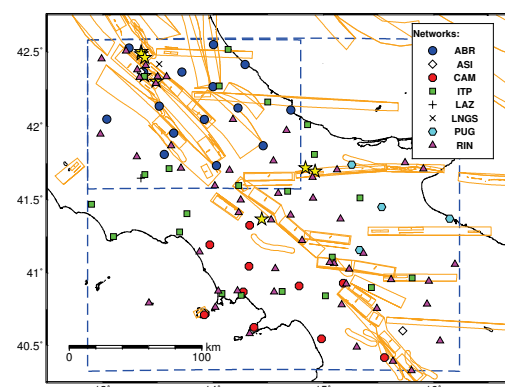 Networks:
ABR
ASI
CAM
ITP
LAZ
LNGS
PUG
RIN
42.5°
42°
41.5°
41°
40.5°
km
0
100